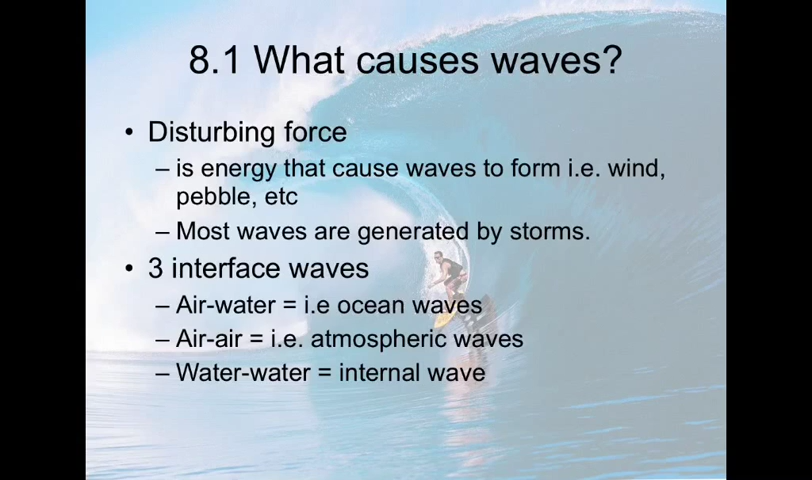 8.1 What causes waves?
• Disturbing force
– is energy that cause waves to form i.e. wind,
pebble, etc
– Most waves are generated by storms.
• 3 interface waves
– Air-water = i.e ocean waves
– Air-air = i.e. atmospheric waves
– Water-water = internal wave